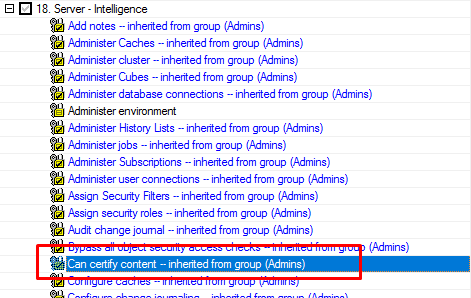 18. Server - Intelligence
Add notes -- inherited from group (Admins)
Administer Caches -- inherited from group (Admins)
Administer cluster -- inherited from group (Admins)
Administer Cubes -- inherited from group (Admins)
Administer database connections -- inherited from group (Admins)
Administer environment
Administer History Lists -- inherited from group (Admins)
Administer jobs -- inherited from group (Admins)
Administer Subscriptions -- inherited from group (Admins)
Administer user connections -- inherited from group (Admins)
Assign Security Filters -- inherited from group (Admins)
Assign security roles -- inherited from group (Admins)
Audit change journal -- inherited from group (Admins)
Bypass all object security access checks -- inherited from group (Admins)
Can certify content -- inherited from group (Admins)
Configure caches -- inherited from group (Admins)
Configure change journaling -- inherited from group (Admins)